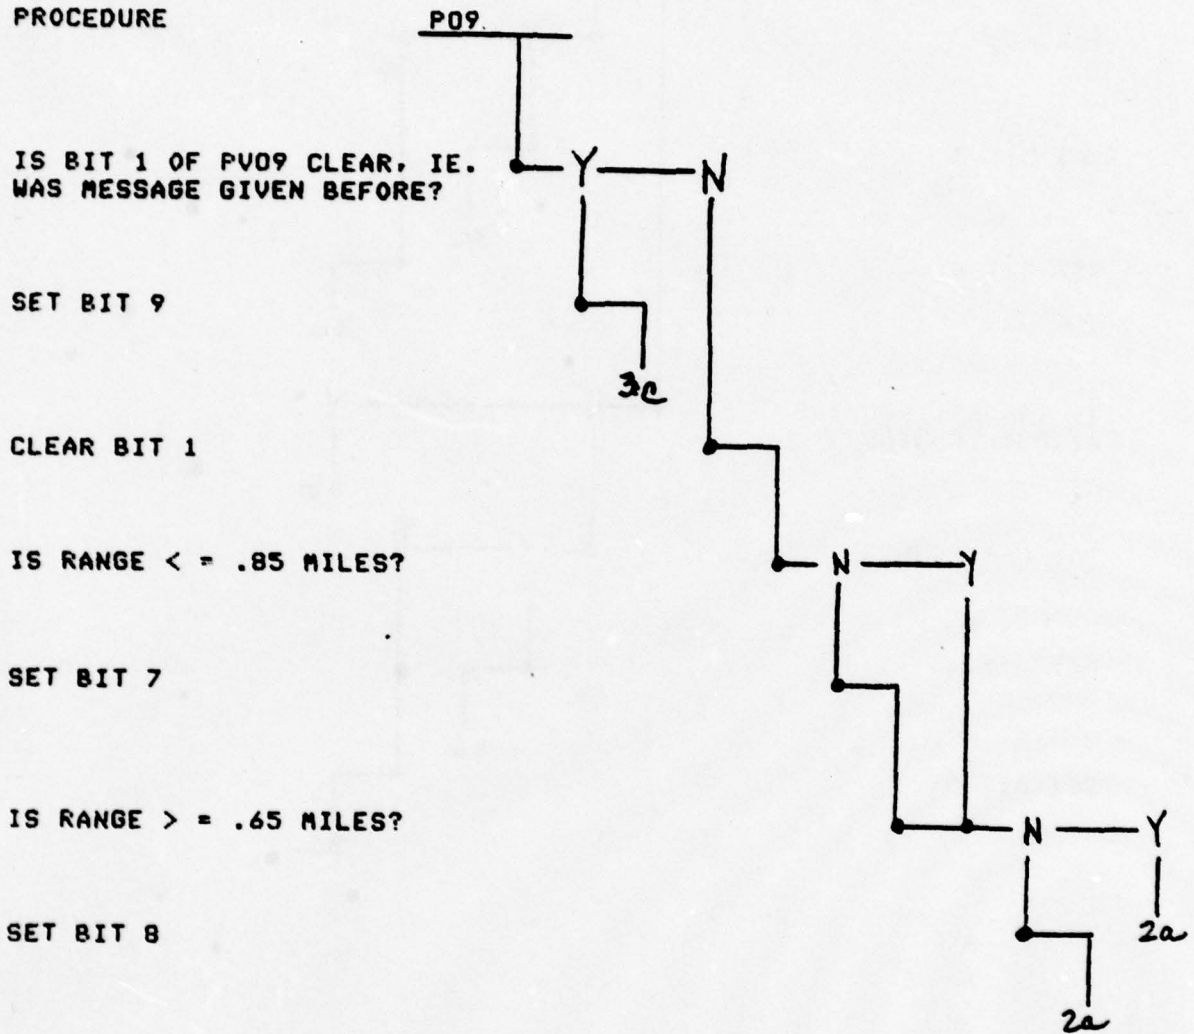 PROCEDURE
P09
IS BIT 1 OF PV09 CLEAR, IE.
WAS MESSAGE GIVEN BEFORE?
Y
N
SET BIT 9
3c
CLEAR BIT 1
IS RANGE < = .85 MILES?
N
Y
SET BIT 7
IS RANGE > = .65 MILES?
N
Y
SET BIT 8
2a
2a